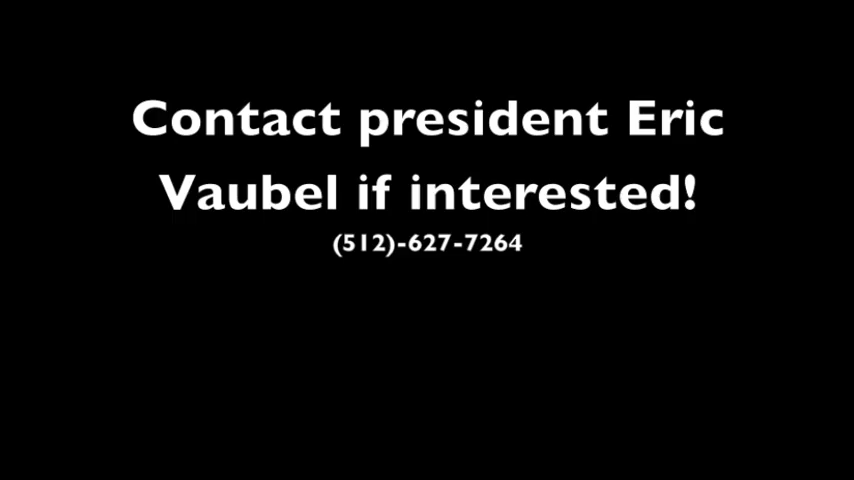 Contact president Eric
Vaubel if interested!
(512)-627-7264